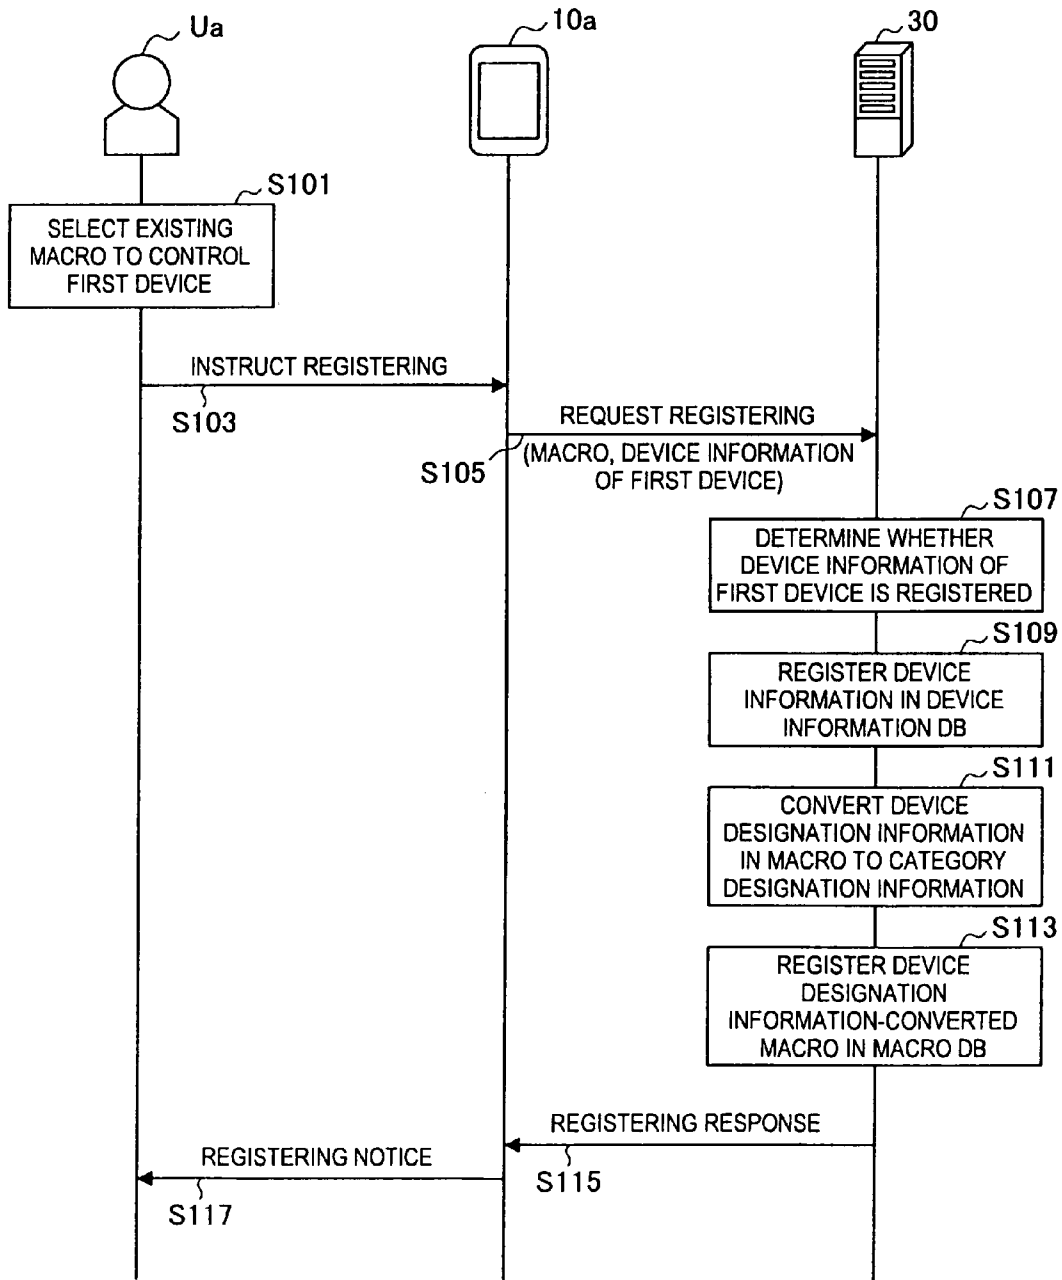 Ua
10a
30
S101
SELECT EXISTING
MACRO TO CONTROL
FIRST DEVICE
INSTRUCT REGISTERING
S103
REQUEST REGISTERING
S105
(MACRO, DEVICE INFORMATION
OF FIRST DEVICE)
S107
DETERMINE WHETHER
DEVICE INFORMATION OF
FIRST DEVICE IS REGISTERED
S109
REGISTER DEVICE
INFORMATION IN DEVICE
INFORMATION DB
S111
CONVERT DEVICE
DESIGNATION INFORMATION
IN MACRO TO CATEGORY
DESIGNATION INFORMATION
S113
REGISTER DEVICE
DESIGNATION
INFORMATION-CONVERTED
MACRO IN MACRO DB
REGISTERING RESPONSE
S115
REGISTERING NOTICE
S117